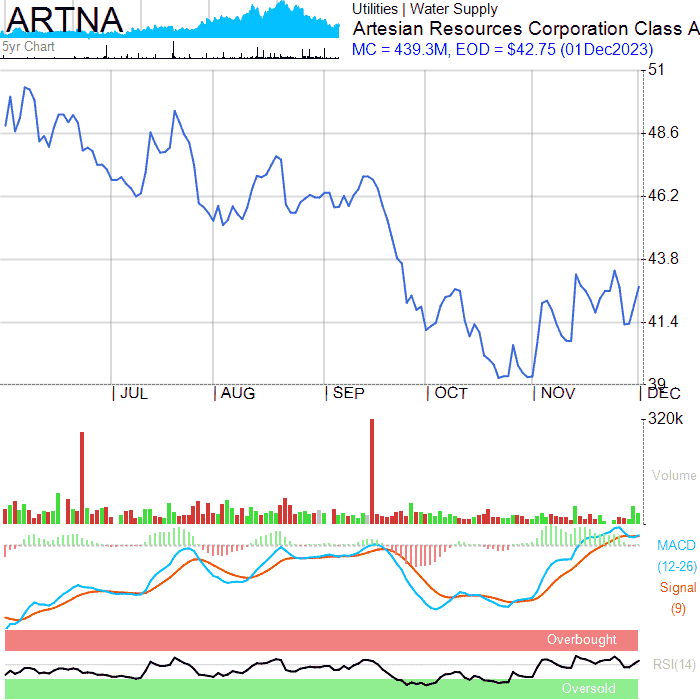 ARTNA
5yr Chart
Utilities | Water Supply
Artesian Resources Corporation Class A
MC = 439.3M, EOD = $42.75 (01Dec2023)
51
48.6
46.2
43.8
41.4
39
JUL
AUG
SEP
OCT
NOV
DEC
320k
Volume
MACD
(12-26)
Signal
(9)
Overbought
RSI(14)
Oversold